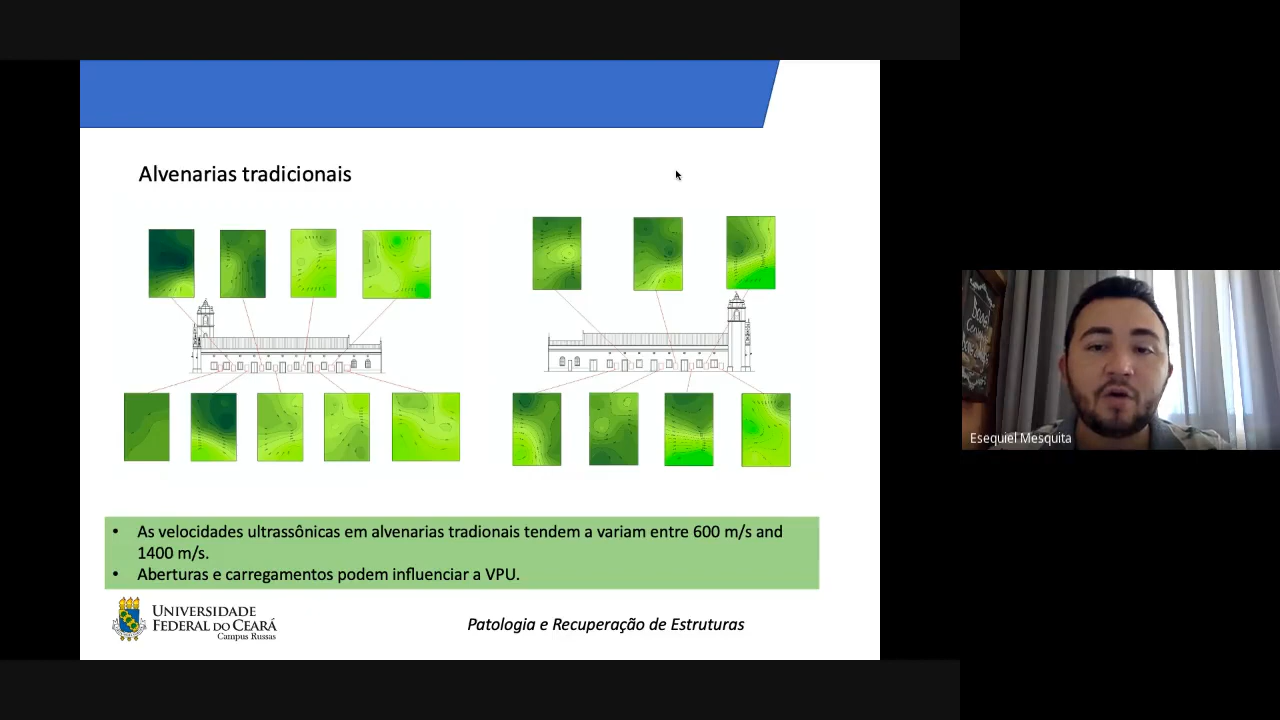 Alvenarias tradicionais
• As velocidades ultrassônicas em alvenarias tradionais tendem a variam entre 600 m/s and
1400 m/s.
• Aberturas e carregamentos podem influenciar a VPU.
UNIVERSIDADE
FEDERAL DO CEARÁ
Campus Russas
Patologia e Recuperação de Estruturas
Esequiel Mesquita